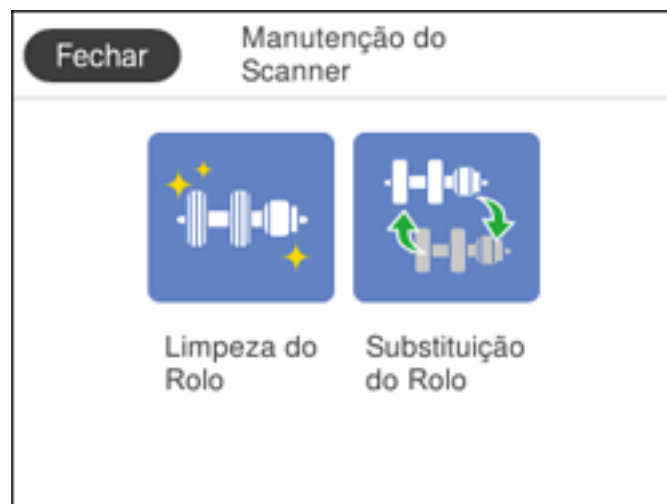 Fechar
Manutenção do
Scanner
Limpeza do
Rolo
Substituição
do Rolo